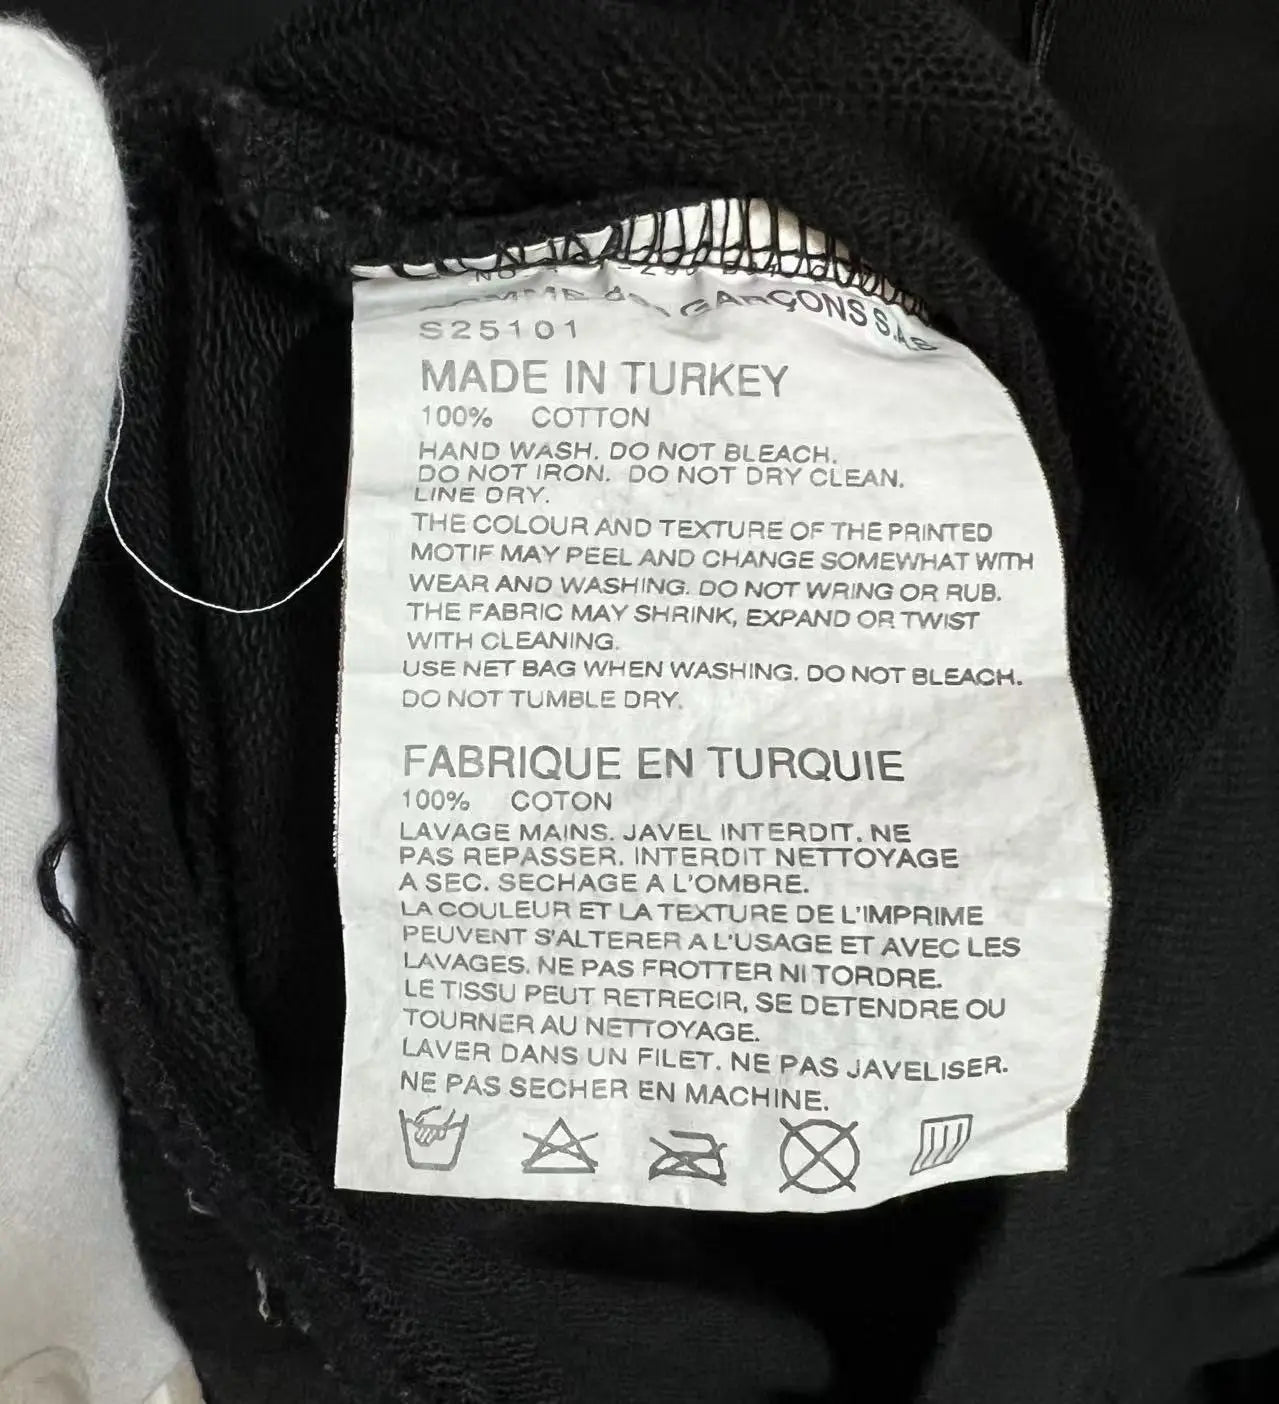 GARÇONS S.A.S
S25101
MADE IN TURKEY
100% COTTON
HAND WASH. DO NOT BLEACH.
DO NOT IRON. DO NOT DRY CLEAN.
LINE DRY.
THE COLOUR AND TEXTURE OF THE PRINTED
MOTIF MAY PEEL AND CHANGE SOMEWHAT WITH
WEAR AND WASHING. DO NOT WRING OR RUB.
THE FABRIC MAY SHRINK, EXPAND OR TWIST
WITH CLEANING.
USE NET BAG WHEN WASHING. DO NOT BLEACH.
DO NOT TUMBLE DRY.
FABRIQUE EN TURQUIE
100% COTON
LAVAGE MAINS. JAVEL INTERDIT. NE
PAS REPASSER. INTERDIT NETTOYAGE
A SEC. SECHAGE A L'OMBRE.
LA COULEUR ET LA TEXTURE DE L'IMPRIME
PEUVENT S'ALTERER A L'USAGE ET AVEC LES
LAVAGES. NE PAS FROTTER NI TORDRE.
LE TISSU PEUT RETRECIR, SE DETENDRE OU
TOURNER AU NETTOYAGE.
LAVER DANS UN FILET. NE PAS JAVELISER.
NE PAS SECHER EN MACHINE.